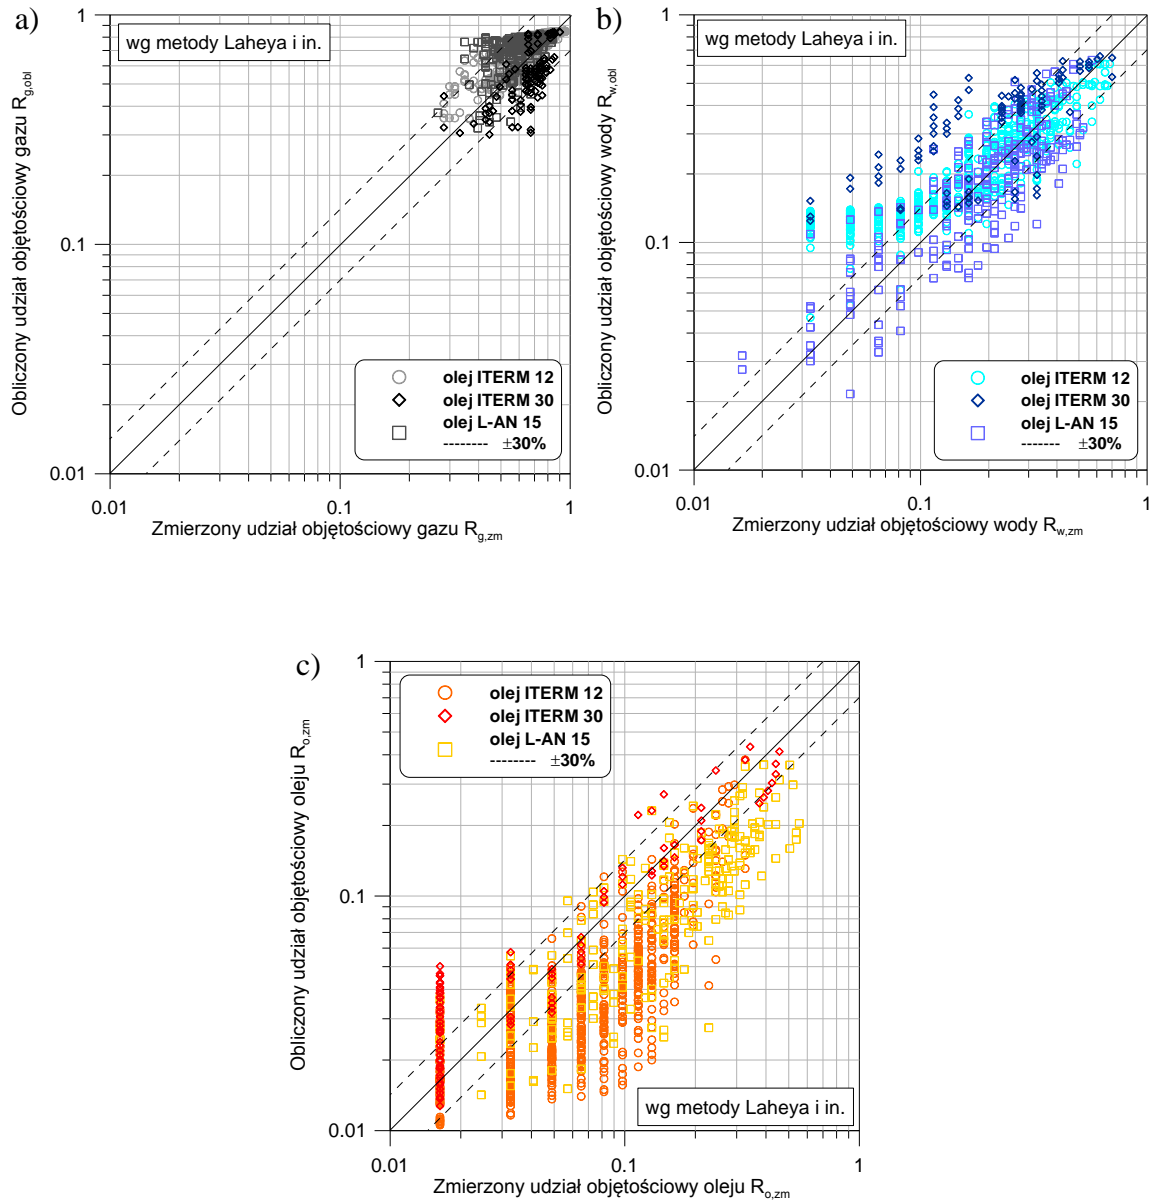 a)
wg metody Laheya i in.
Obliczony udział objętościowy gazu R_g,obl
1
0.1
0.01
olej ITERM 12
olej ITERM 30
olej L-AN 15
-------- ±30%
0.01 0.1 1
Zmierzony udział objętościowy gazu R_g,zm
b)
wg metody Laheya i in.
Obliczony udział objętościowy wody R_w,obl
1
0.1
0.01
olej ITERM 12
olej ITERM 30
olej L-AN 15
------- ±30%
0.01 0.1 1
Zmierzony udział objętościowy wody R_w,zm
c)
Obliczony udział objętościowy oleju R_o,zm
1
0.1
0.01
olej ITERM 12
olej ITERM 30
olej L-AN 15
--------- ±30%
wg metody Laheya i in.
0.01 0.1 1
Zmierzony udział objętościowy oleju R_o,zm